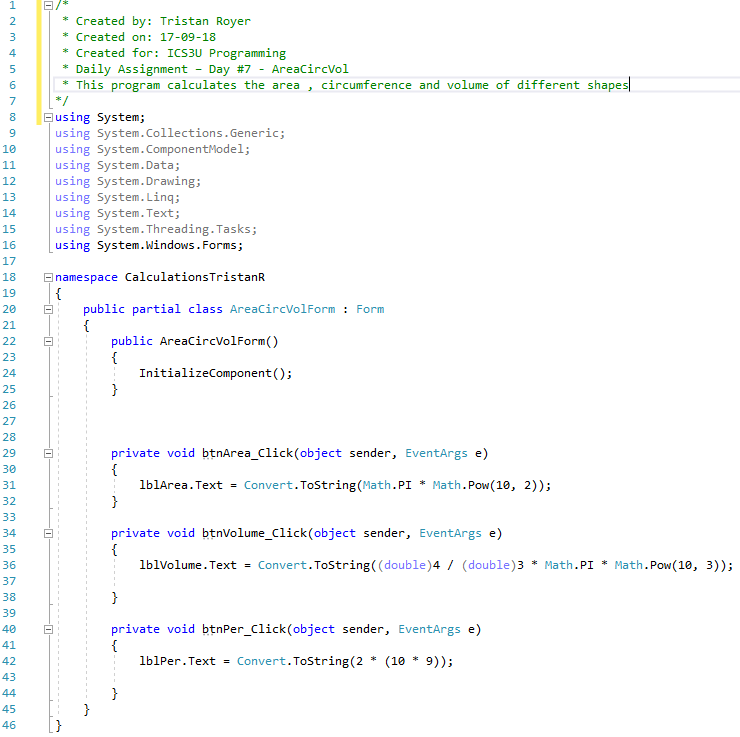 1 /*
2 * Created by: Tristan Royer
3 * Created on: 17-09-18
4 * Created for: ICS3U Programming
5 * Daily Assignment – Day #7 - AreaCircVol
6 * This program calculates the area , circumference and volume of different shapes
7 */
8 using System;
9 using System.Collections.Generic;
10 using System.ComponentModel;
11 using System.Data;
12 using System.Drawing;
13 using System.Linq;
14 using System.Text;
15 using System.Threading.Tasks;
16 using System.Windows.Forms;
17
18 namespace CalculationsTristanR
19 {
20 public partial class AreaCircVolForm : Form
21 {
22 public AreaCircVolForm()
23 {
24 InitializeComponent();
25 }
26
27
28
29 private void btnArea_Click(object sender, EventArgs e)
30 {
31 lblArea.Text = Convert.ToString(Math.PI * Math.Pow(10, 2));
32 }
33
34 private void btnVolume_Click(object sender, EventArgs e)
35 {
36 lblVolume.Text = Convert.ToString((double)4 / (double)3 * Math.PI * Math.Pow(10, 3));
37
38 }
39
40 private void btnPer_Click(object sender, EventArgs e)
41 {
42 lblPer.Text = Convert.ToString(2 * (10 * 9));
43
44 }
45 }
46 }